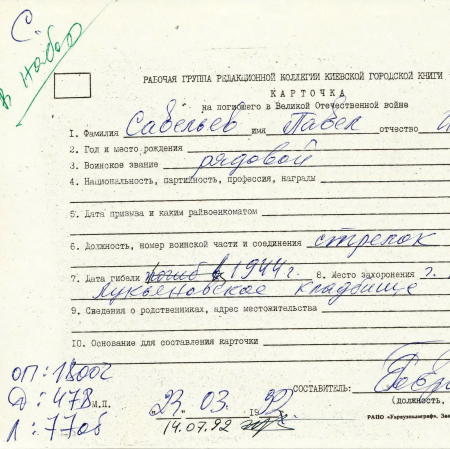 С.
В набор
РАБОЧАЯ ГРУППА РЕДАКЦИОННОЙ КОЛЛЕГИИ КИЕВСКОЙ ГОРОДСКОЙ КНИГИ
КАРТОЧКА
на погибшего в Великой Отечественной войне
1. Фамилия Савельев имя Павел отчество
2. Год и место рождения
3. Воинское звание рядовой
4. Национальность, партийность, профессия, награды
5. Дата призыва и каким райвоенкоматом
6. Должность, номер воинской части и соединения стрелок
7. Дата гибели погиб в 1944 г. 8. Место захоронения г.
Лукьяновское кладбище
9. Сведения о родственниках, адрес местожительства
10. Основание для составления карточки
ОП: 18002
Д: 478
Л: 77об
М.П.
23. 03. 1992
14.07.92
СОСТАВИТЕЛЬ:
(должность,
РАПО «Укрвузполиграф», Зак